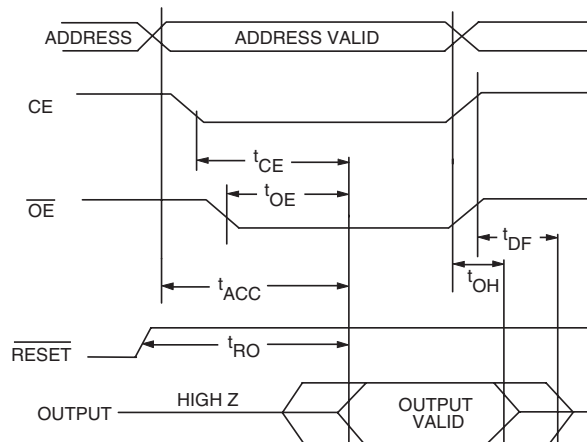 ADDRESS ADDRESS VALID
CE
tCE
tOE
OE
tDF
tOH
tACC
RESET
tRO
OUTPUT HIGH Z OUTPUT VALID